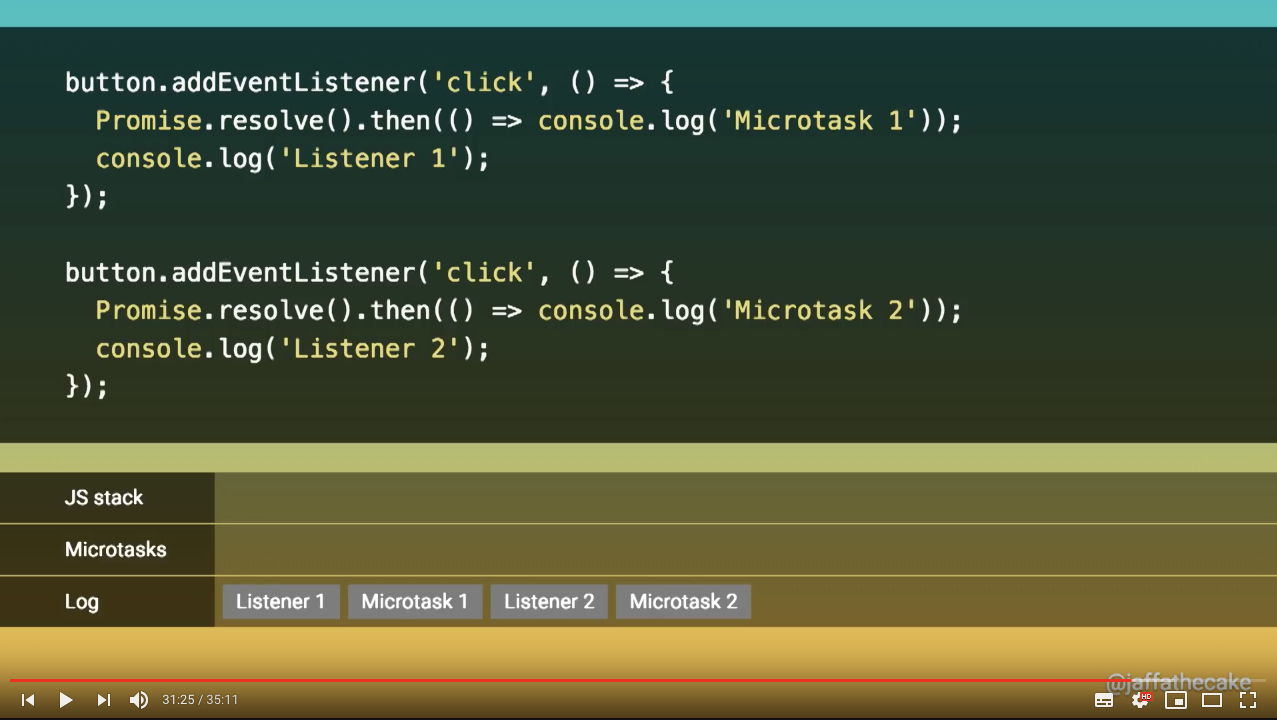 button.addEventListener('click', () => {
  Promise.resolve().then(() => console.log('Microtask 1'));
  console.log('Listener 1');
});
button.addEventListener('click', () => {
  Promise.resolve().then(() => console.log('Microtask 2'));
  console.log('Listener 2');
});
JS stack
Microtasks
Log Listener 1 Microtask 1 Listener 2 Microtask 2
@jaffathecake
31:25 / 35:11 HD